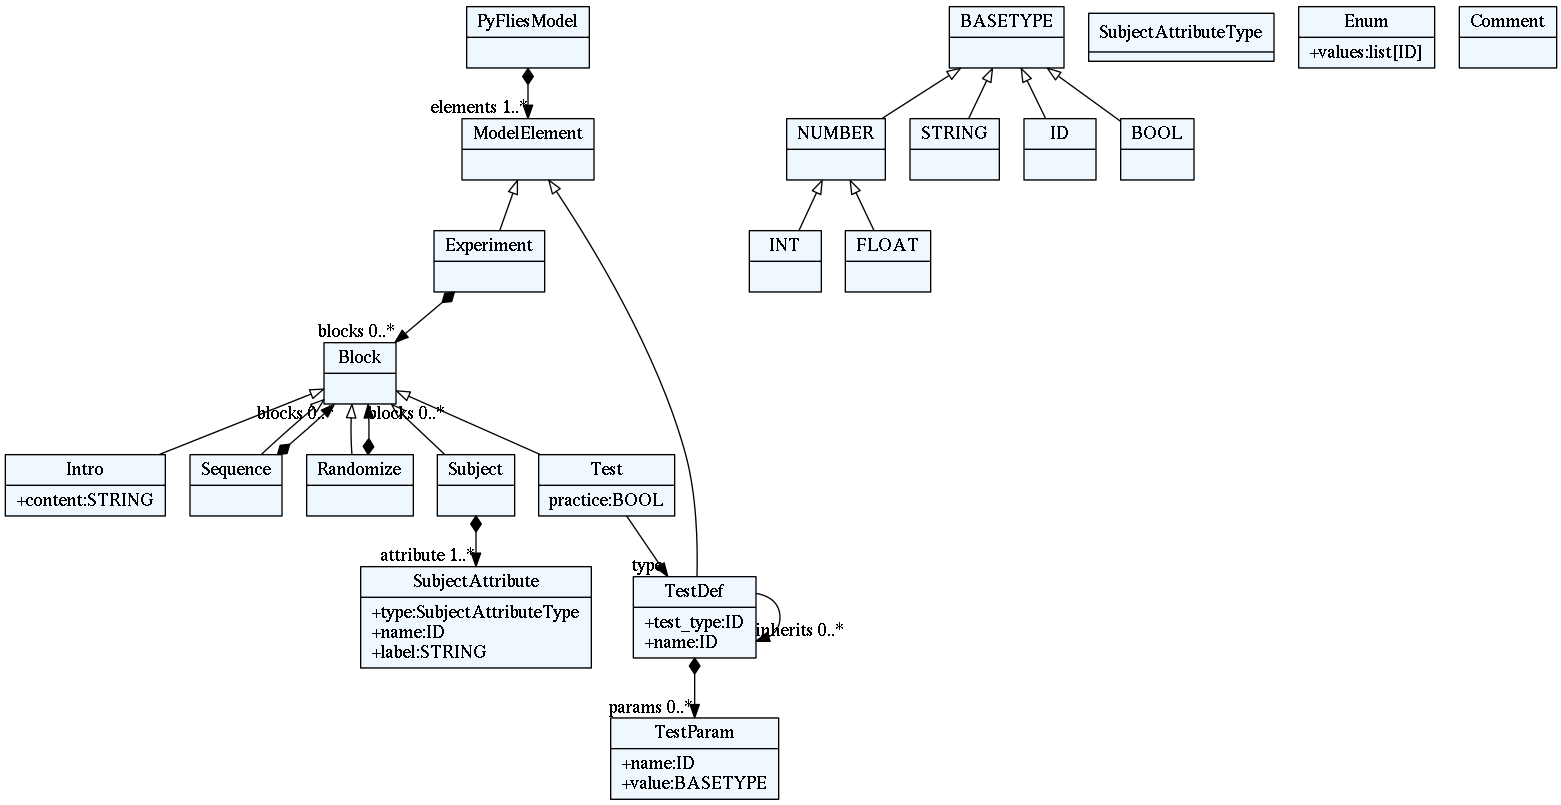 PyFliesModel
BASETYPE
SubjectAttributeType
Enum
+values:list[ID]
Comment
elements 1..*
ModelElement
NUMBER
STRING
ID
BOOL
Experiment
INT
FLOAT
blocks 0..*
Block
blocks 0..*
blocks 0..*
Intro
+content:STRING
Sequence
Randomize
Subject
Test
practice:BOOL
attribute 1..*
SubjectAttribute
+type:SubjectAttributeType
+name:ID
+label:STRING
type
TestDef
+test_type:ID
+name:ID
inherits 0..*
params 0..*
TestParam
+name:ID
+value:BASETYPE